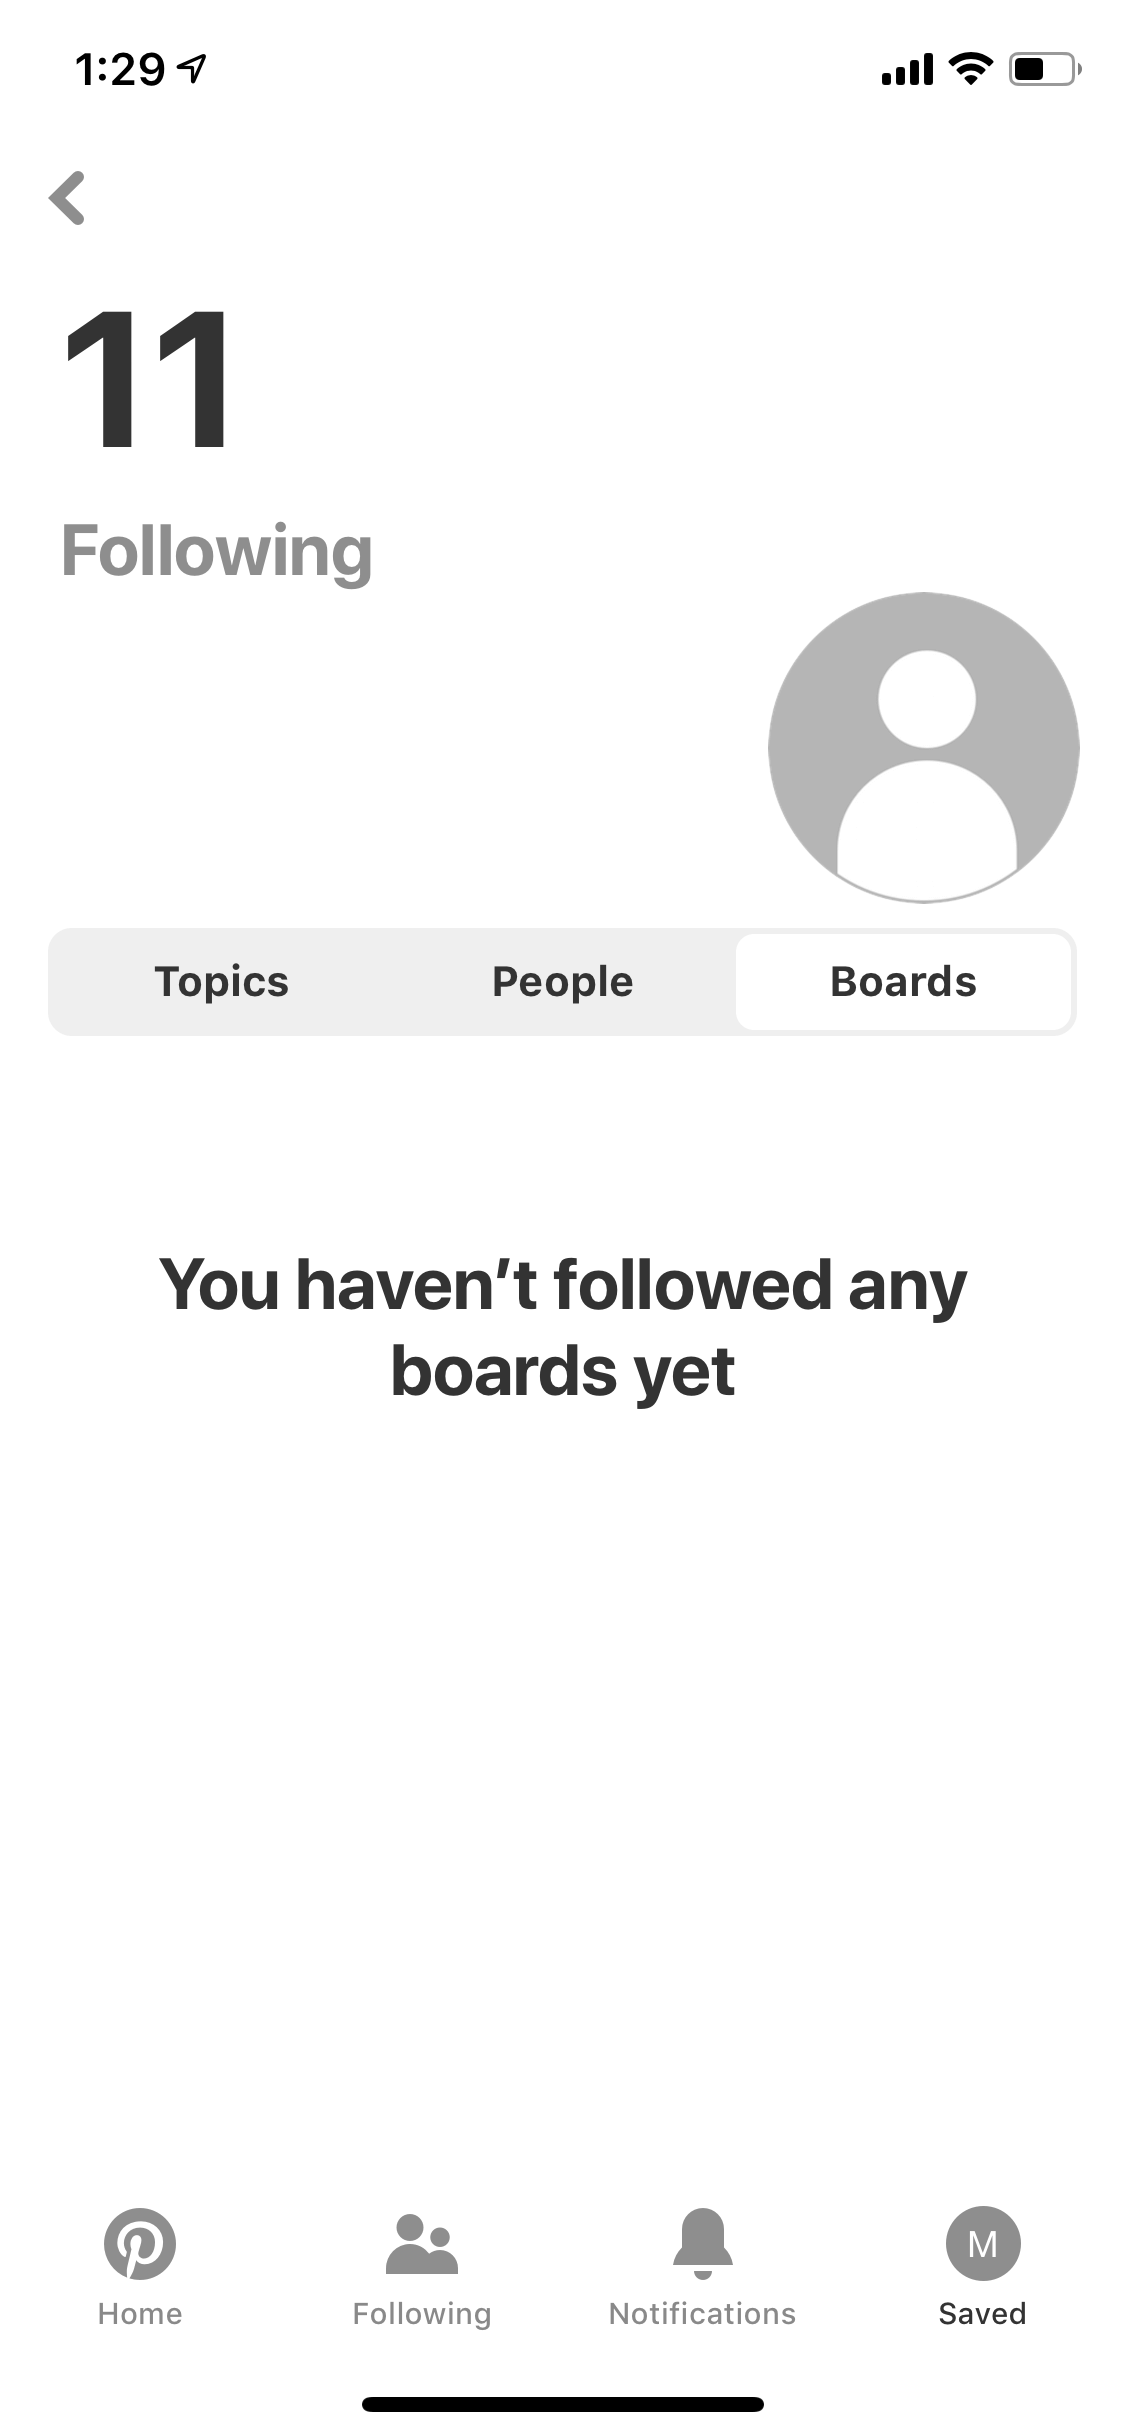 1:29
11
Following
Topics People Boards
You haven’t followed any
boards yet
M
Home Following Notifications Saved